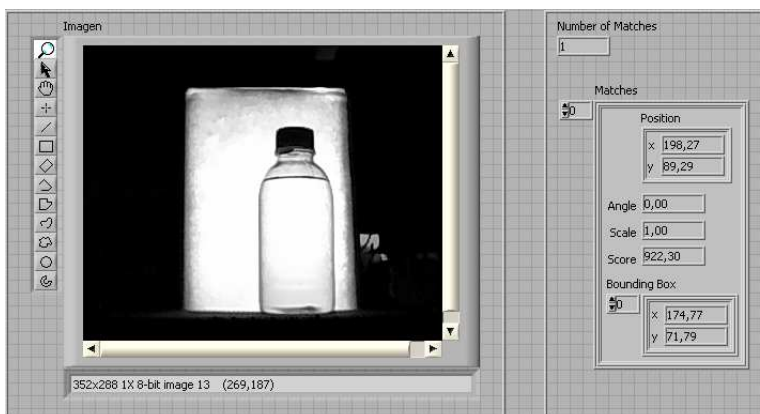 Imagen
352x288 1X 8-bit image 13 (269,187)
Number of Matches
1
Matches
0
Position
x 198,27
y 89,29
Angle 0,00
Scale 1,00
Score 922,30
Bounding Box
0
x 174,77
y 71,79